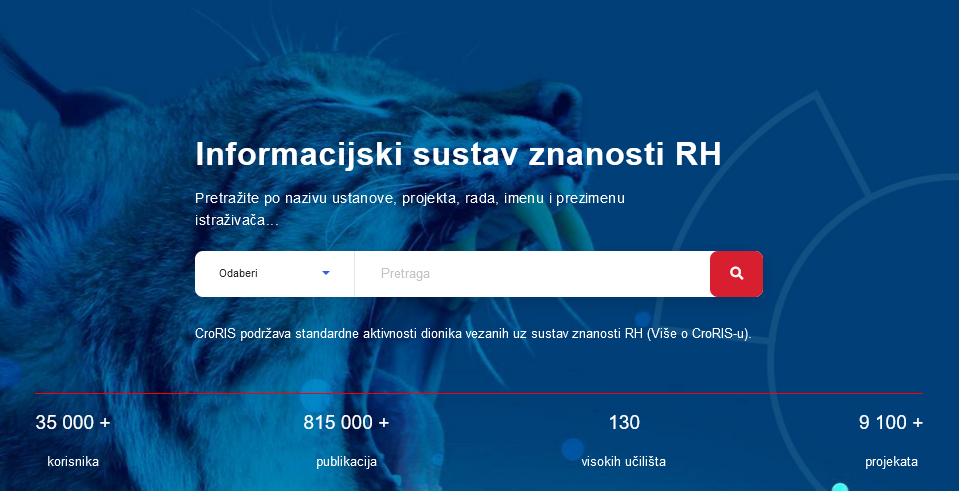 Informacijski sustav znanosti RH
Pretražite po nazivu ustanove, projekta, rada, imenu i prezimenu
istraživača...
Odaberi
Pretraga
CroRIS podržava standardne aktivnosti dionika vezanih uz sustav znanosti RH (Više o CroRIS-u).
35 000 + 815 000 + 130 9 100 +
korisnika publikacija visokih učilišta projekata